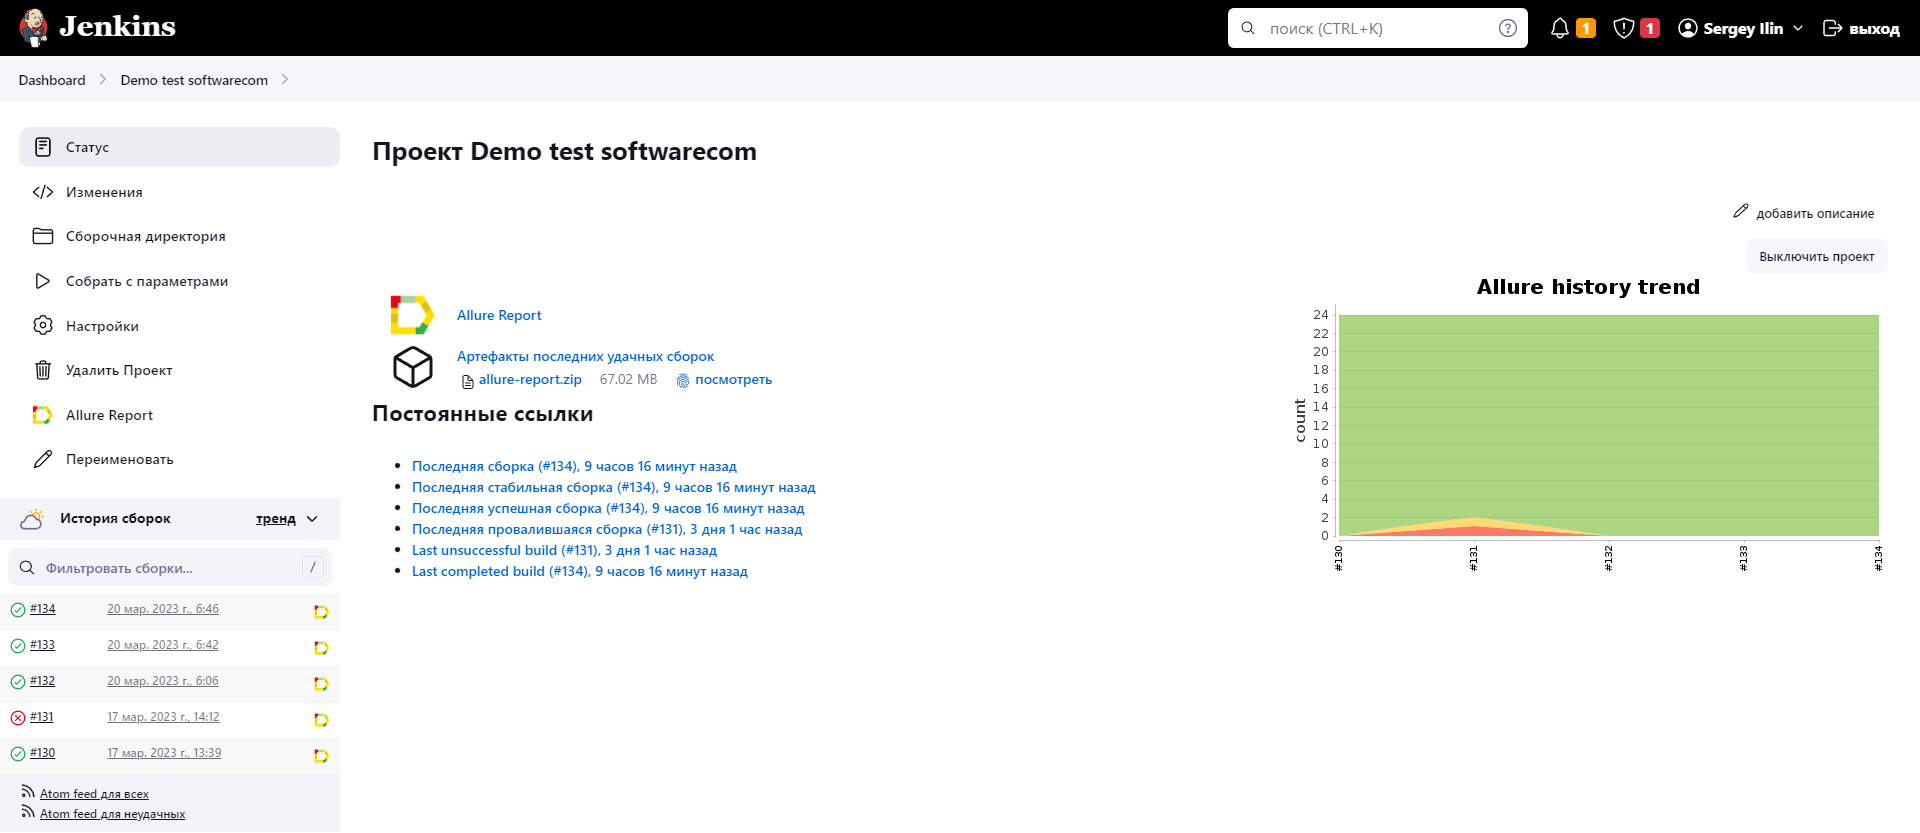 Jenkins
поиск (CTRL+K)
1
1
Sergey Ilin
выход
Dashboard
Demo test softwarecom
Статус
Изменения
Сборочная директория
Собрать с параметрами
Настройки
Удалить Проект
Allure Report
Переименовать
История сборок
тренд
Фильтровать сборки...
/
#134 20 мар. 2023 г., 6:46
#133 20 мар. 2023 г., 6:42
#132 20 мар. 2023 г., 6:06
#131 17 мар. 2023 г., 14:12
#130 17 мар. 2023 г., 13:39
Atom feed для всех
Atom feed для неудачных
Проект Demo test softwarecom
добавить описание
Выключить проект
Allure Report
Артефакты последних удачных сборок
allure-report.zip 67.02 MB посмотреть
Постоянные ссылки
Последняя сборка (#134), 9 часов 16 минут назад
Последняя стабильная сборка (#134), 9 часов 16 минут назад
Последняя успешная сборка (#134), 9 часов 16 минут назад
Последняя провалившаяся сборка (#131), 3 дня 1 час назад
Last unsuccessful build (#131), 3 дня 1 час назад
Last completed build (#134), 9 часов 16 минут назад
Allure history trend
count
24
22
20
18
16
14
12
10
8
6
4
2
0
#130
#131
#132
#133
#134